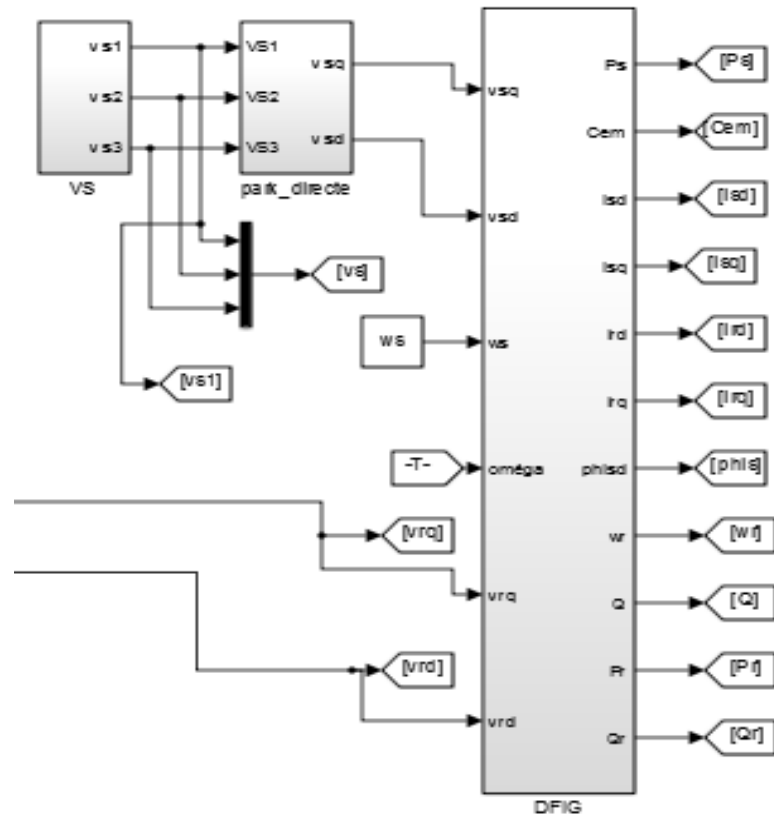 vs1
vs2
vs3
VS
VS1
VS2
VS3
vsq
vsd
park_directe
[vs]
[vs1]
ws
-T-
[vrq]
[vrd]
vsq
vsd
ws
oméga
vrq
vrd
Ps
Cem
Isd
Isq
Ird
Irq
phisd
wr
Q
Pr
Qr
DFIG
[Ps]
[Cem]
[Isd]
[Isq]
[Ird]
[Irq]
[phis]
[wr]
[Q]
[Pr]
[Qr]